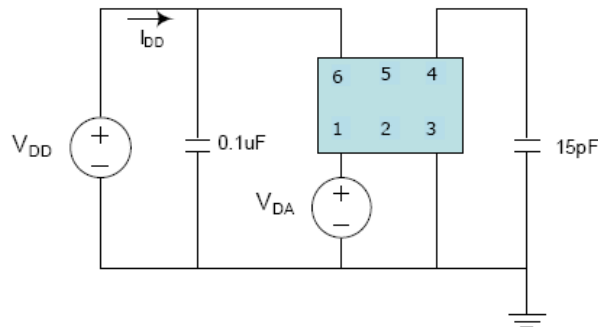 I_DD
6 5 4
1 2 3
V_DD
+
−
0.1uF
15pF
V_DA
+
−